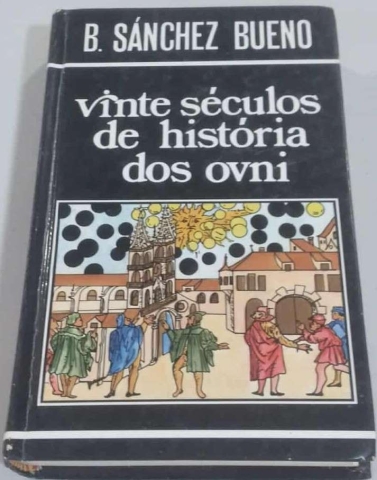 B. SÁNCHEZ BUENO
vinte séculos
de história
dos ovni